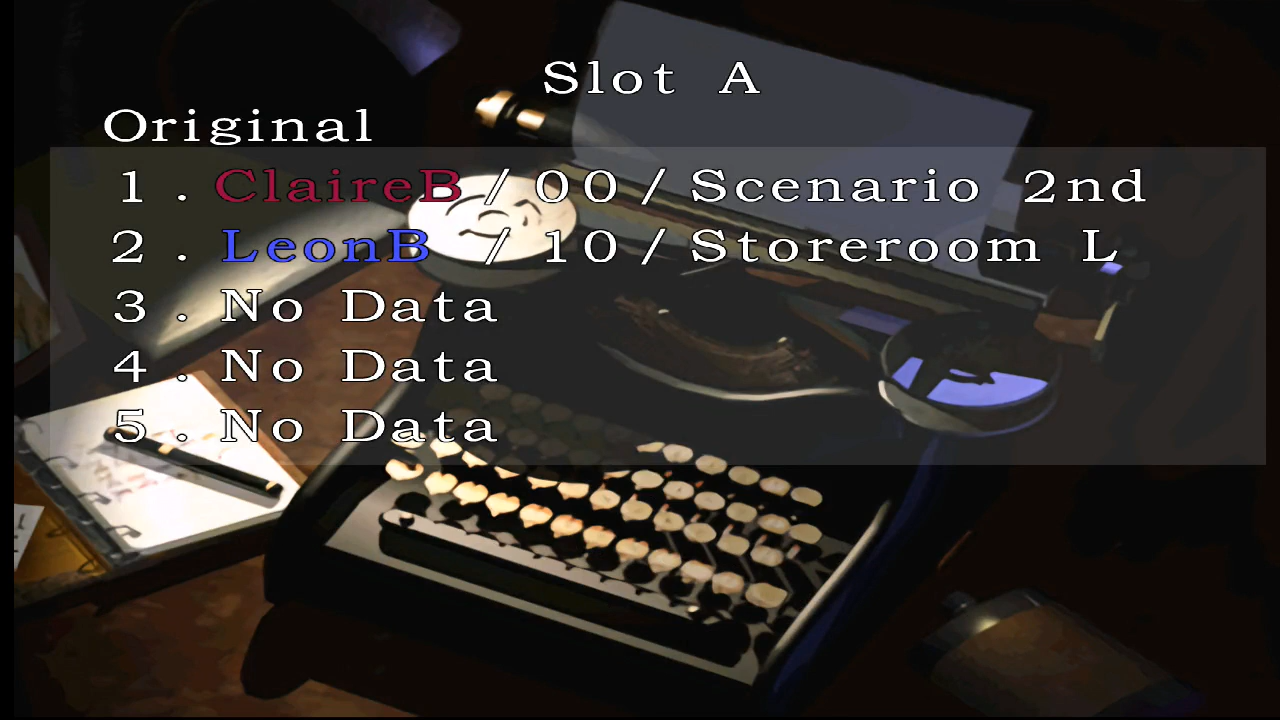 Slot A
Original
1. ClaireB / 00 / Scenario 2nd
2. LeonB / 10 / Storeroom L
3. No Data
4. No Data
5. No Data